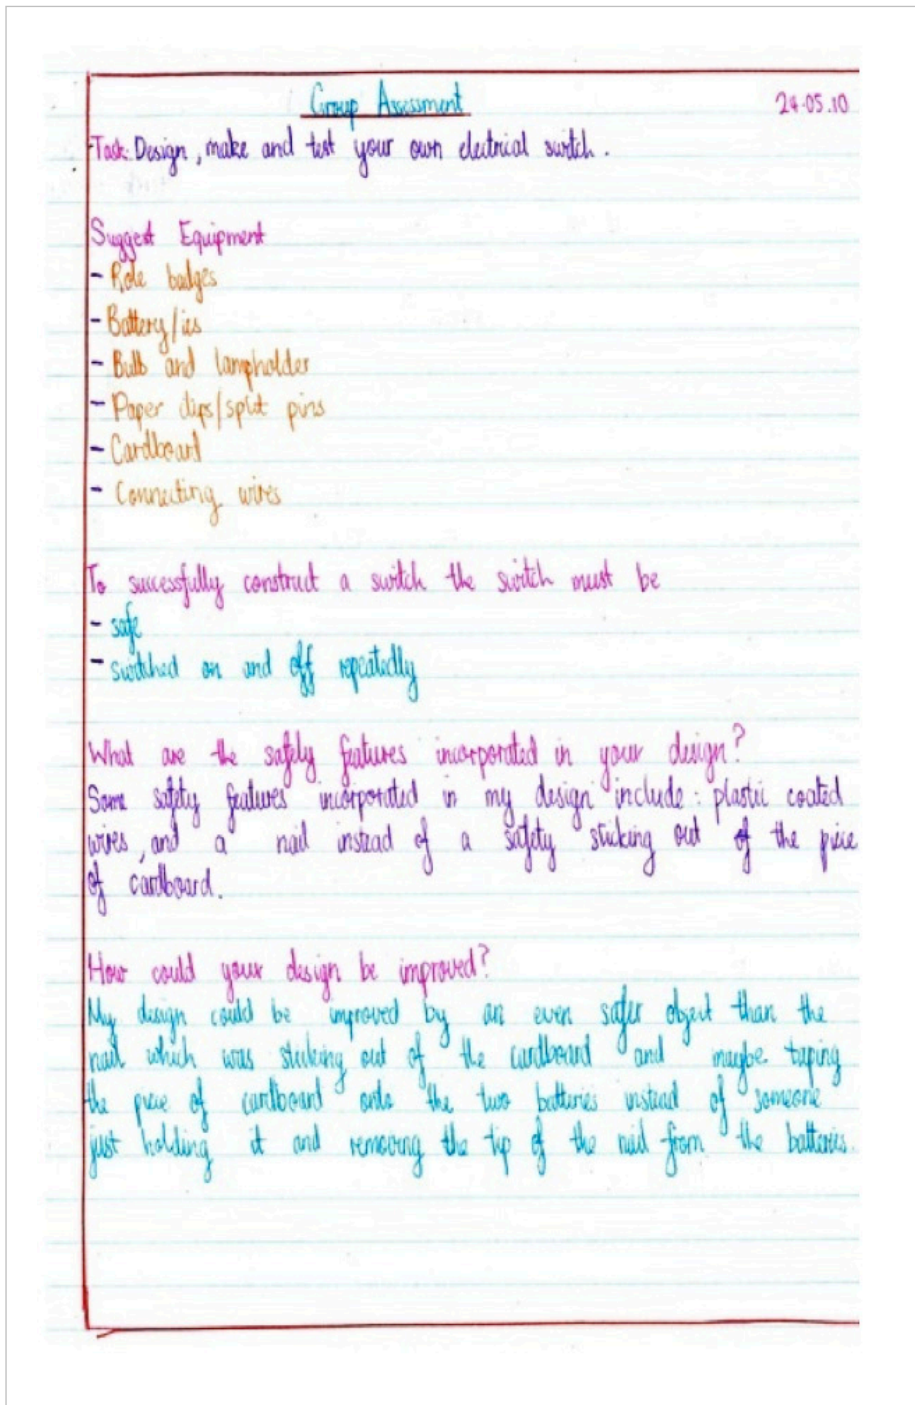 Group Assessment 24.05.10
Task: Design, make and test your own electrical switch.
Suggest Equipment
- Role badges
- Battery/ies
- Bulb and lampholder
- Paper clips/split pins
- Cardboard
- Connecting wires
To successfully construct a switch the switch must be
- safe
- switched on and off repeatedly
What are the safety features incorporated in your design?
Some safety features incorporated in my design include: plastic coated
wires, and a nail instead of a safety sticking out of the piece
of cardboard.
How could your design be improved?
My design could be improved by an even safer object than the
nail which was sticking out of the cardboard and maybe taping
the piece of cardboard onto the two batteries instead of someone
just holding it and removing the tip of the nail from the batteries.